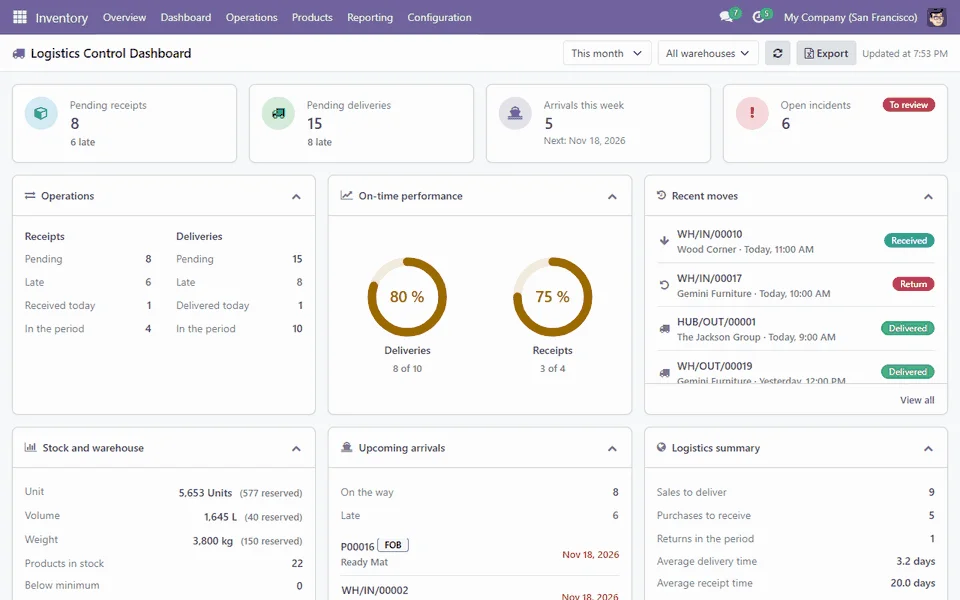 Inventory Overview Dashboard Operations Products Reporting Configuration 7 5 My Company (San Francisco)
Logistics Control Dashboard This month All warehouses Export Updated at 7:53 PM
Pending receipts
8
6 late
Pending deliveries
15
8 late
Arrivals this week
5
Next: Nov 18, 2026
Open incidents To review
6
Operations
Receipts Deliveries
Pending 8 Pending 15
Late 6 Late 8
Received today 1 Delivered today 1
In the period 4 In the period 10
On-time performance
80 % 75 %
Deliveries Receipts
8 of 10 3 of 4
Recent moves
WH/IN/00010
Wood Corner · Today, 11:00 AM Received
WH/IN/00017
Gemini Furniture · Today, 10:00 AM Return
HUB/OUT/00001
The Jackson Group · Today, 9:00 AM Delivered
WH/OUT/00019
Gemini Furniture · Yesterday, 12:00 PM Delivered
View all
Stock and warehouse
Unit 5,653 Units (577 reserved)
Volume 1,645 L (40 reserved)
Weight 3,800 kg (150 reserved)
Products in stock 22
Below minimum 0
Upcoming arrivals
On the way 8
Late 6
P00016 FOB
Ready Mat Nov 18, 2026
WH/IN/00002
Nov 18, 2026
Logistics summary
Sales to deliver 9
Purchases to receive 5
Returns in the period 1
Average delivery time 3.2 days
Average receipt time 20.0 days